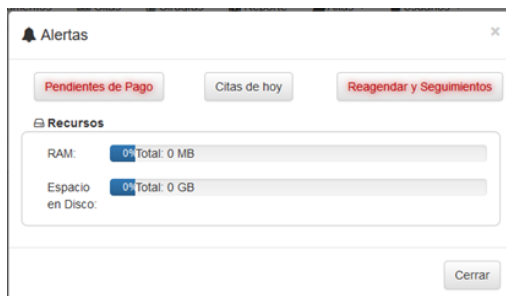 Alertas ×
Pendientes de Pago Citas de hoy Reagendar y Seguimientos
Recursos
RAM: 0% Total: 0 MB
Espacio 0% Total: 0 GB
en Disco:
Cerrar